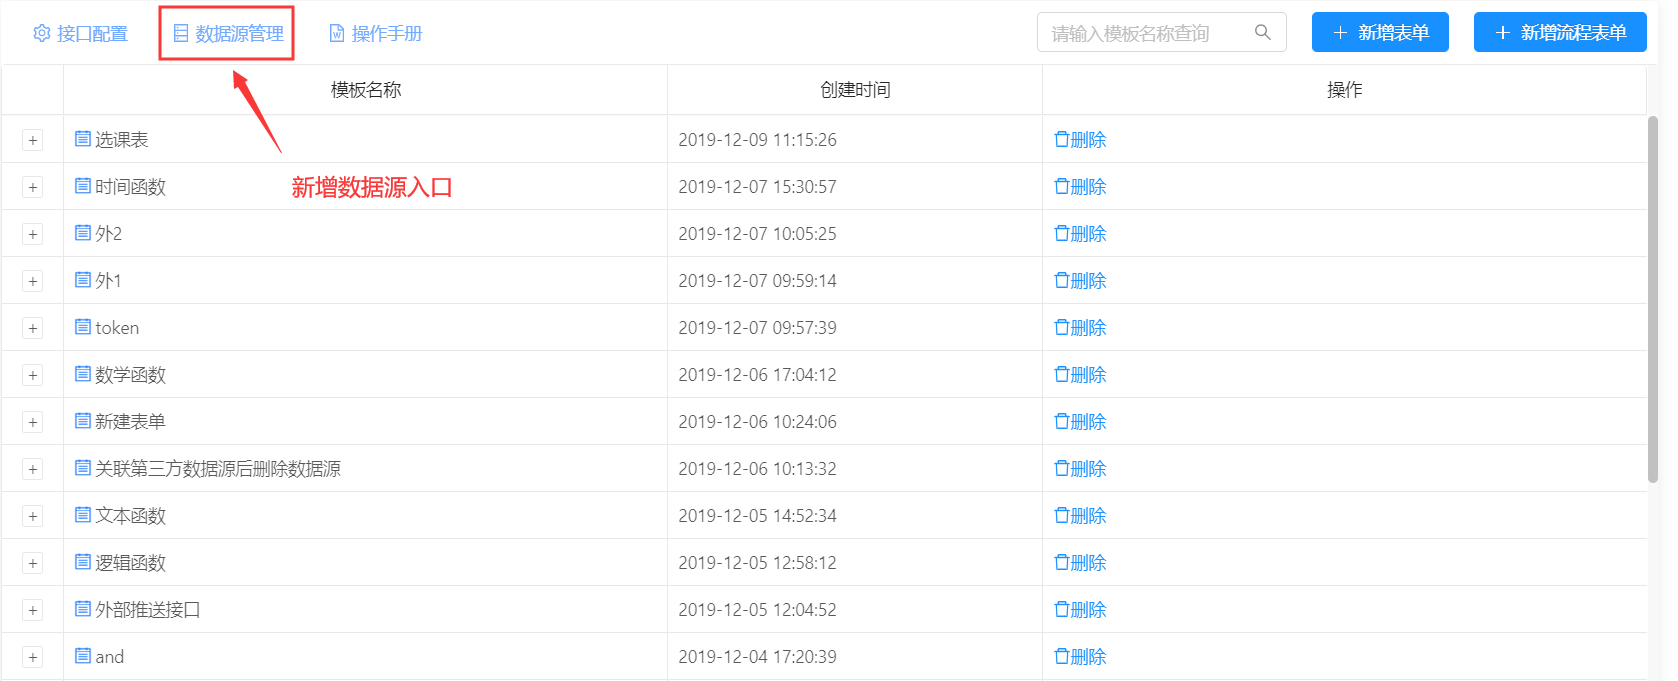 接口配置 数据源管理 操作手册 请输入模板名称查询 + 新增表单 + 新增流程表单
模板名称 创建时间 操作
+ 选课表 2019-12-09 11:15:26 删除
+ 时间函数 2019-12-07 15:30:57 删除
新增数据源入口
+ 外2 2019-12-07 10:05:25 删除
+ 外1 2019-12-07 09:59:14 删除
+ token 2019-12-07 09:57:39 删除
+ 数学函数 2019-12-06 17:04:12 删除
+ 新建表单 2019-12-06 10:24:06 删除
+ 关联第三方数据源后删除数据源 2019-12-06 10:13:32 删除
+ 文本函数 2019-12-05 14:52:34 删除
+ 逻辑函数 2019-12-05 12:58:12 删除
+ 外部推送接口 2019-12-05 12:04:52 删除
+ and 2019-12-04 17:20:39 删除